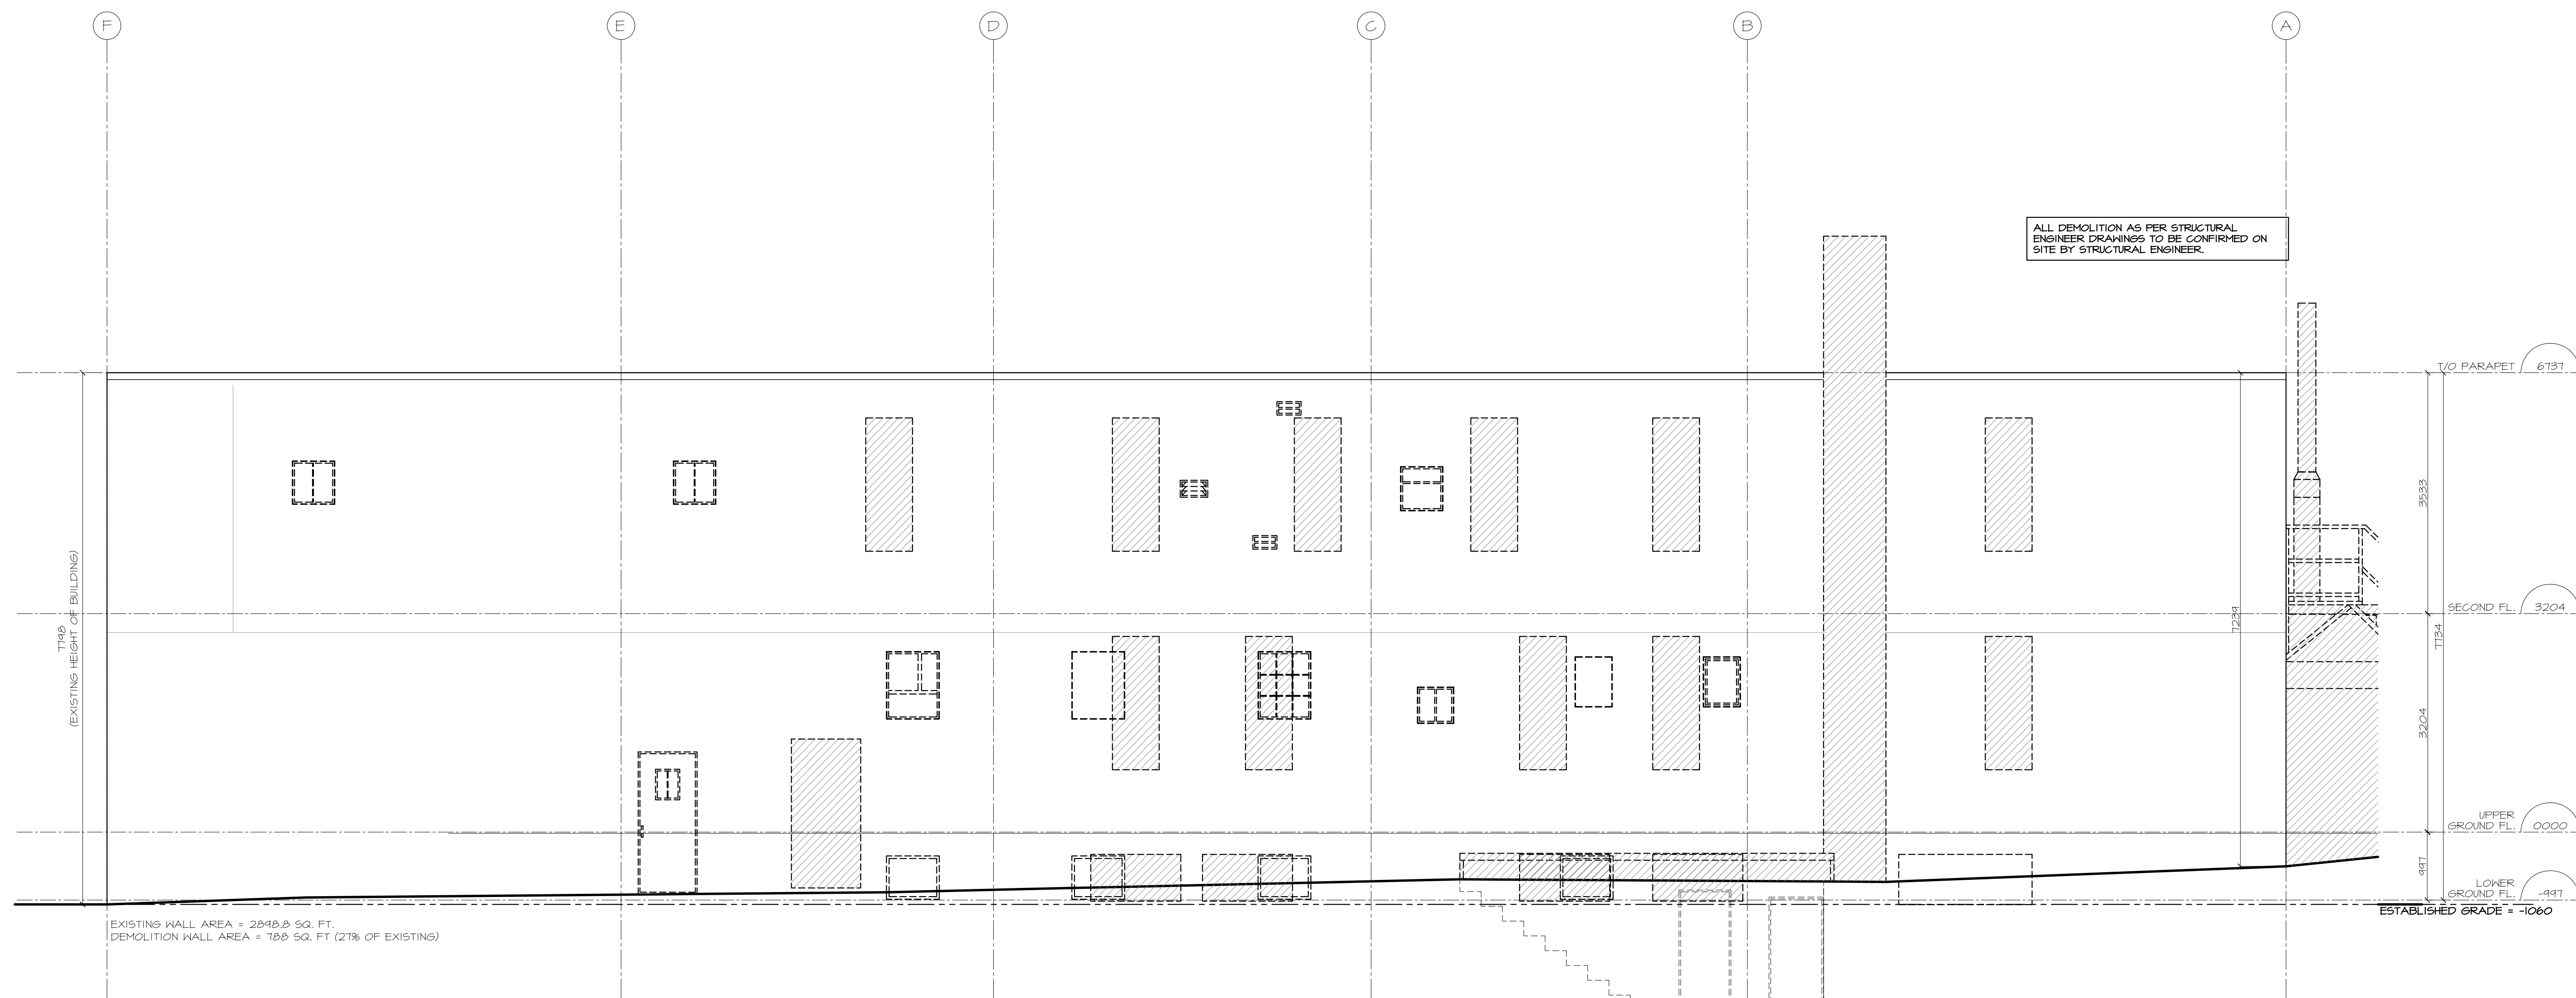 F
E
D
C
B
A
ALL DEMOLITION AS PER STRUCTURAL
ENGINEER DRAWINGS TO BE CONFIRMED ON
SITE BY STRUCTURAL ENGINEER.
T/O PARAPET 6737
3533
7798
(EXISTING HEIGHT OF BUILDING)
SECOND FL. 3204
7239
7734
3204
UPPER
GROUND FL. 0000
997
LOWER
GROUND FL. -997
ESTABLISHED GRADE = -1060
EXISTING WALL AREA = 2898.8 SQ. FT.
DEMOLITION WALL AREA = 788 SQ. FT (27% OF EXISTING)